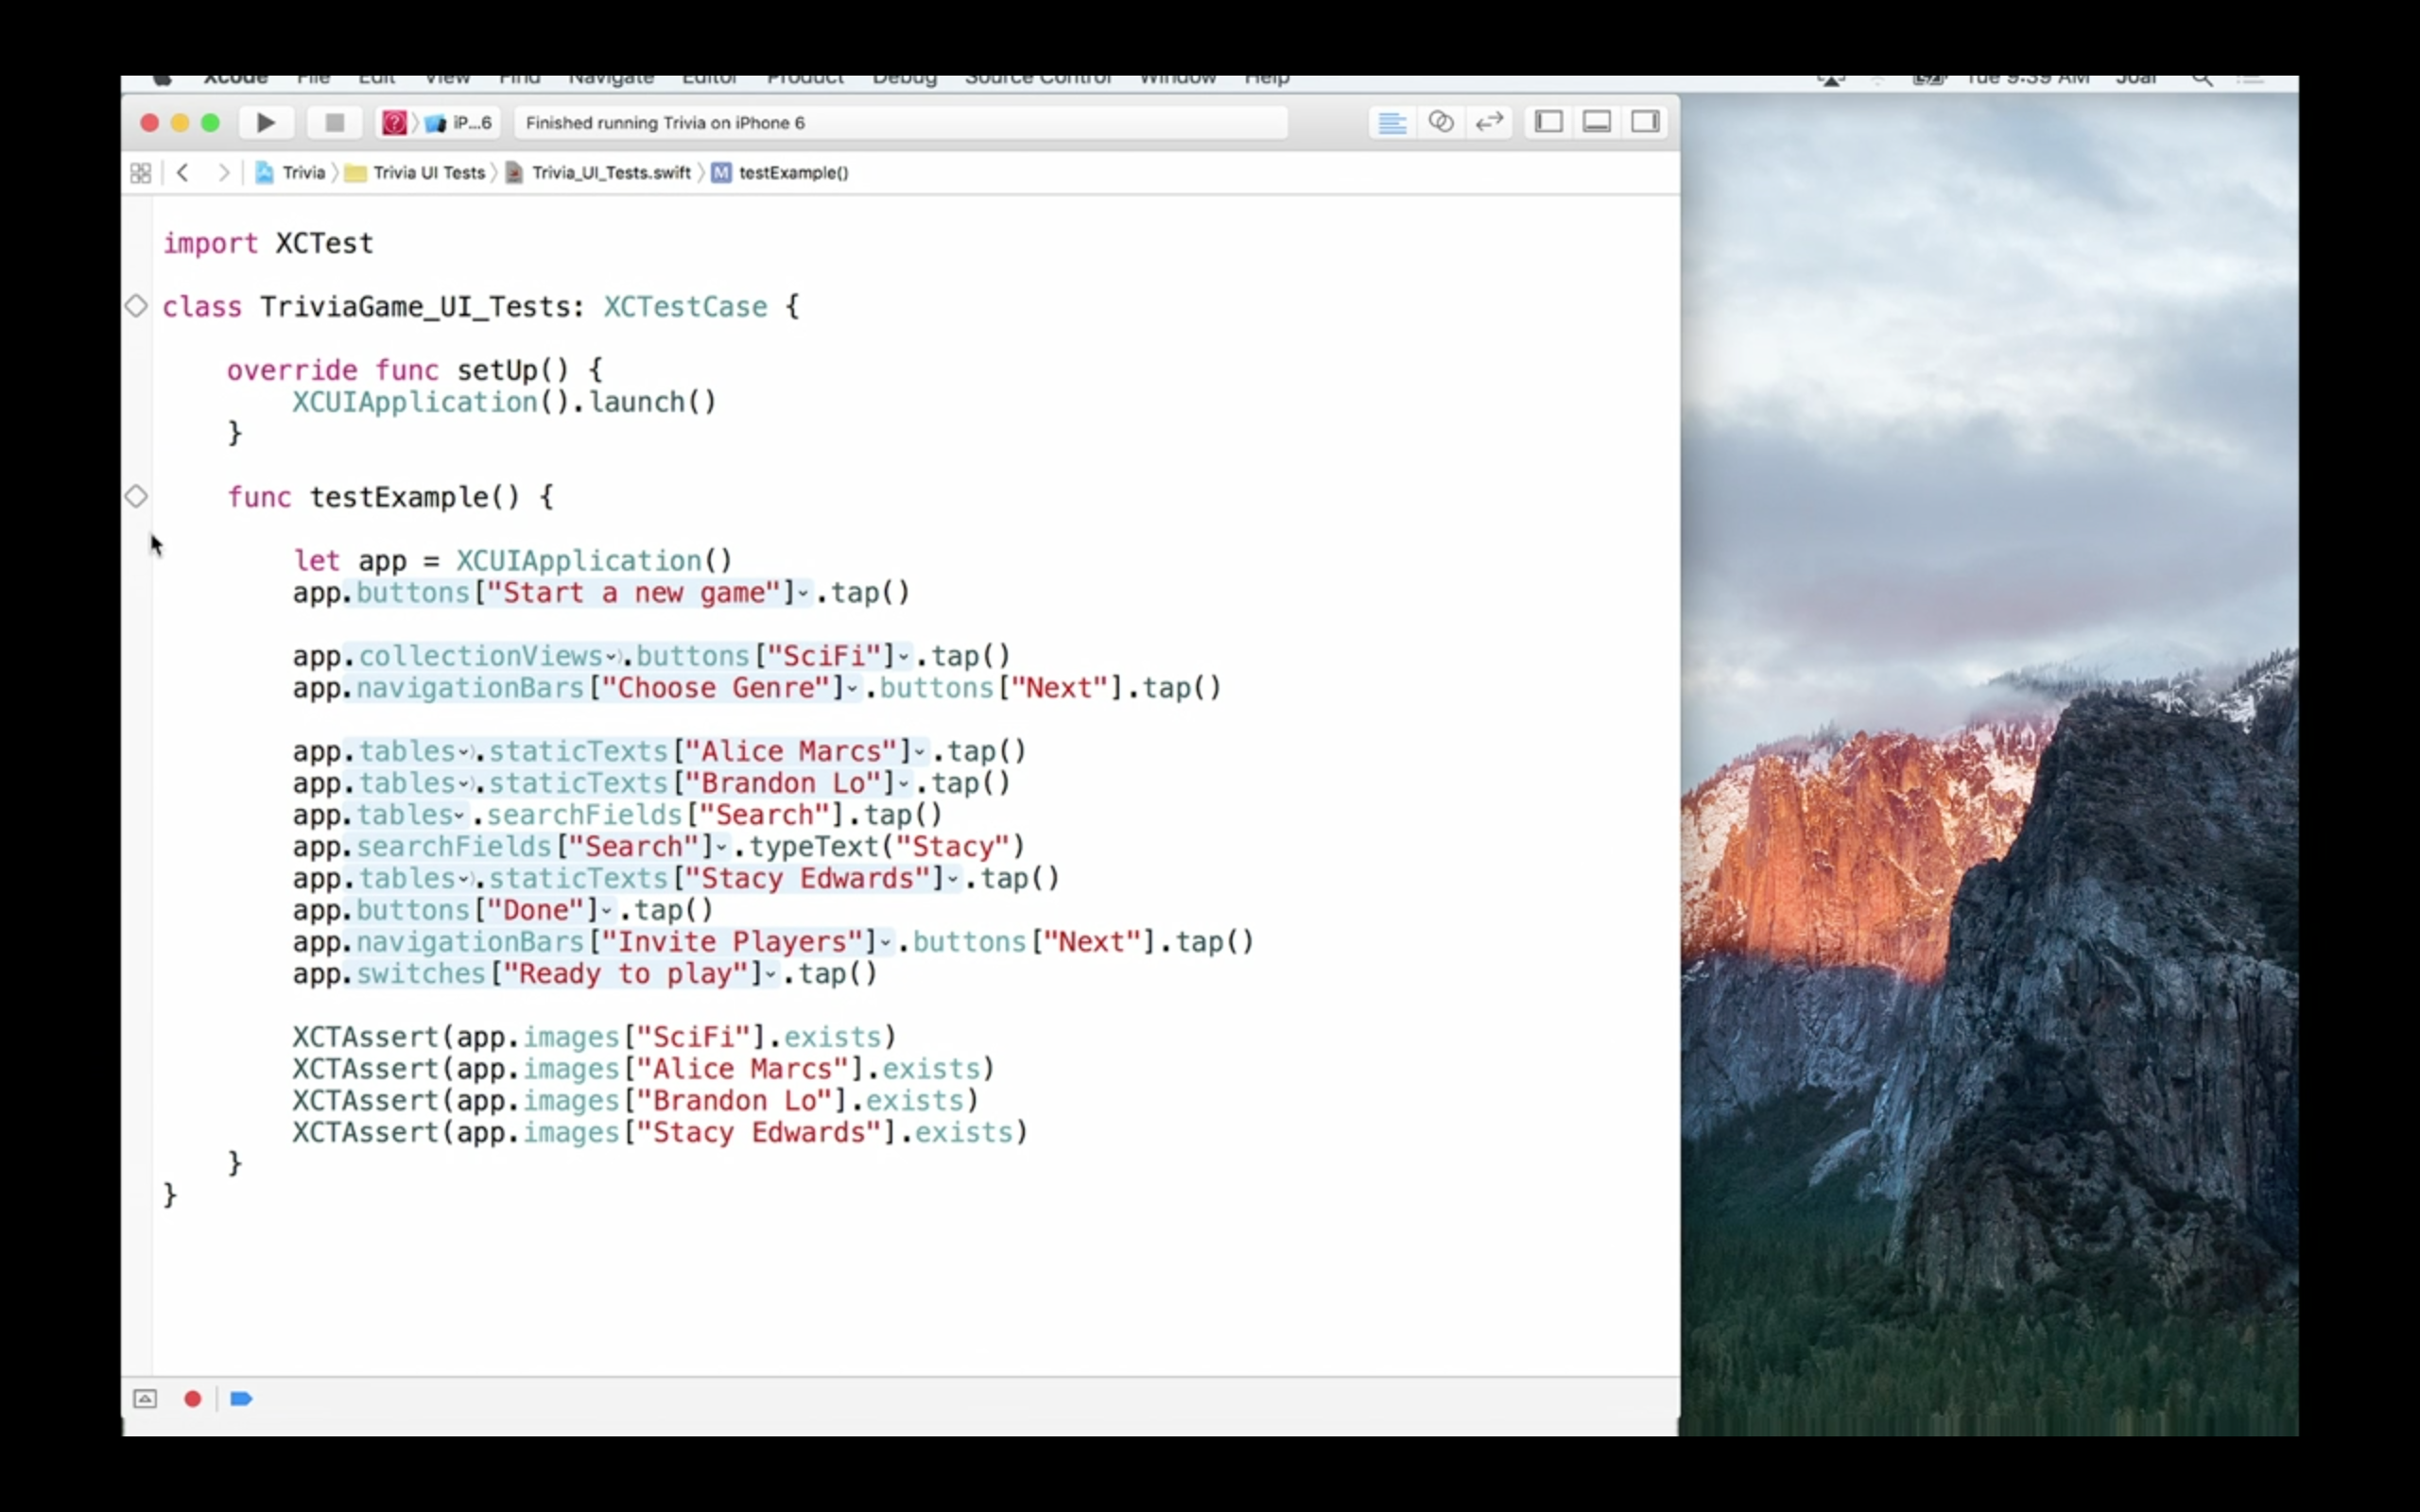 Xcode File Edit View Find Navigate Editor Product Debug Source Control Window Help Tue 9:39 AM Joar
iP...6 Finished running Trivia on iPhone 6
Trivia Trivia UI Tests Trivia_UI_Tests.swift M testExample()
import XCTest
class TriviaGame_UI_Tests: XCTestCase {
override func setUp() {
XCUIApplication().launch()
}
func testExample() {
let app = XCUIApplication()
app.buttons["Start a new game"].tap()
app.collectionViews.buttons["SciFi"].tap()
app.navigationBars["Choose Genre"].buttons["Next"].tap()
app.tables.staticTexts["Alice Marcs"].tap()
app.tables.staticTexts["Brandon Lo"].tap()
app.tables.searchFields["Search"].tap()
app.searchFields["Search"].typeText("Stacy")
app.tables.staticTexts["Stacy Edwards"].tap()
app.buttons["Done"].tap()
app.navigationBars["Invite Players"].buttons["Next"].tap()
app.switches["Ready to play"].tap()
XCTAssert(app.images["SciFi"].exists)
XCTAssert(app.images["Alice Marcs"].exists)
XCTAssert(app.images["Brandon Lo"].exists)
XCTAssert(app.images["Stacy Edwards"].exists)
}
}